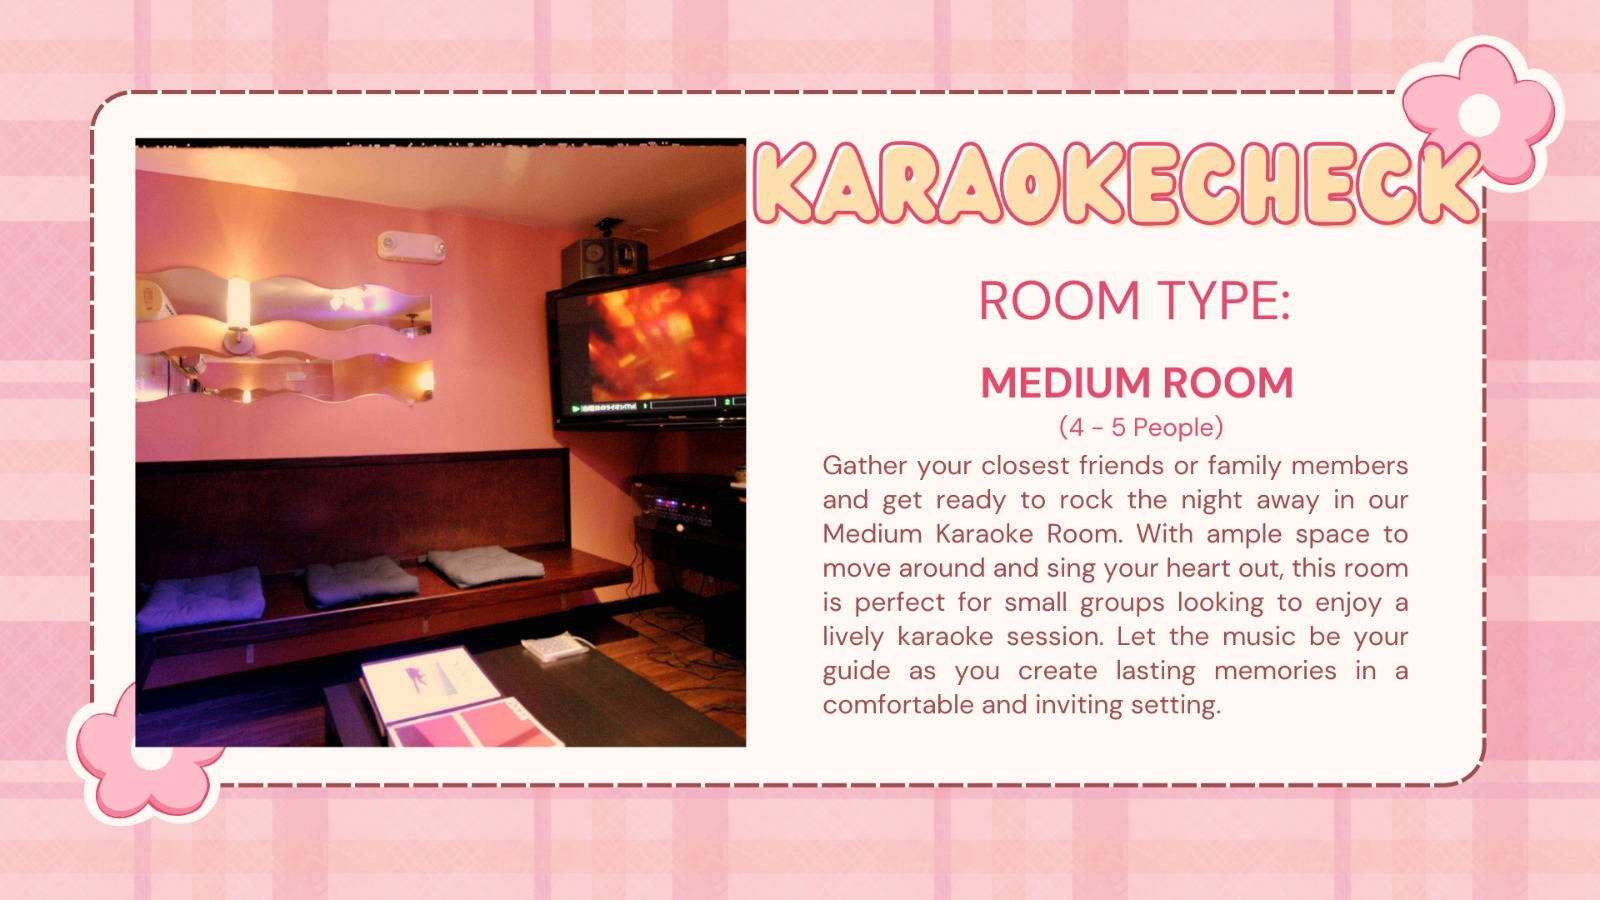 KARAOKECHECK
ROOM TYPE:
MEDIUM ROOM
(4 - 5 People)
Gather your closest friends or family members
and get ready to rock the night away in our
Medium Karaoke Room. With ample space to
move around and sing your heart out, this room
is perfect for small groups looking to enjoy a
lively karaoke session. Let the music be your
guide as you create lasting memories in a
comfortable and inviting setting.
Panasonic